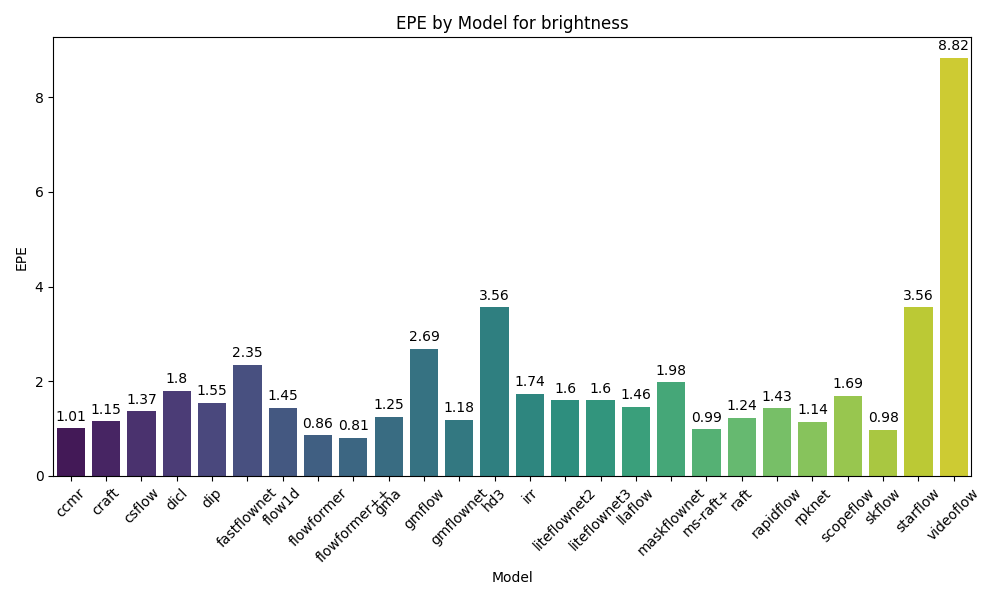 EPE by Model for brightness
EPE
8
6
4
2
0
1.01
1.15
1.37
1.8
1.55
2.35
1.45
0.86
0.81
1.25
2.69
1.18
3.56
1.74
1.6
1.6
1.46
1.98
0.99
1.24
1.43
1.14
1.69
0.98
3.56
8.82
ccmr
craft
csflow
dicl
dip
fastflownet
flow1d
flowformer
flowformer++
gma
gmflow
gmflownet
hd3
irr
liteflownet2
liteflownet3
llaflow
maskflownet
ms-raft+
raft
rapidflow
rpknet
scopeflow
skflow
starflow
videoflow
Model